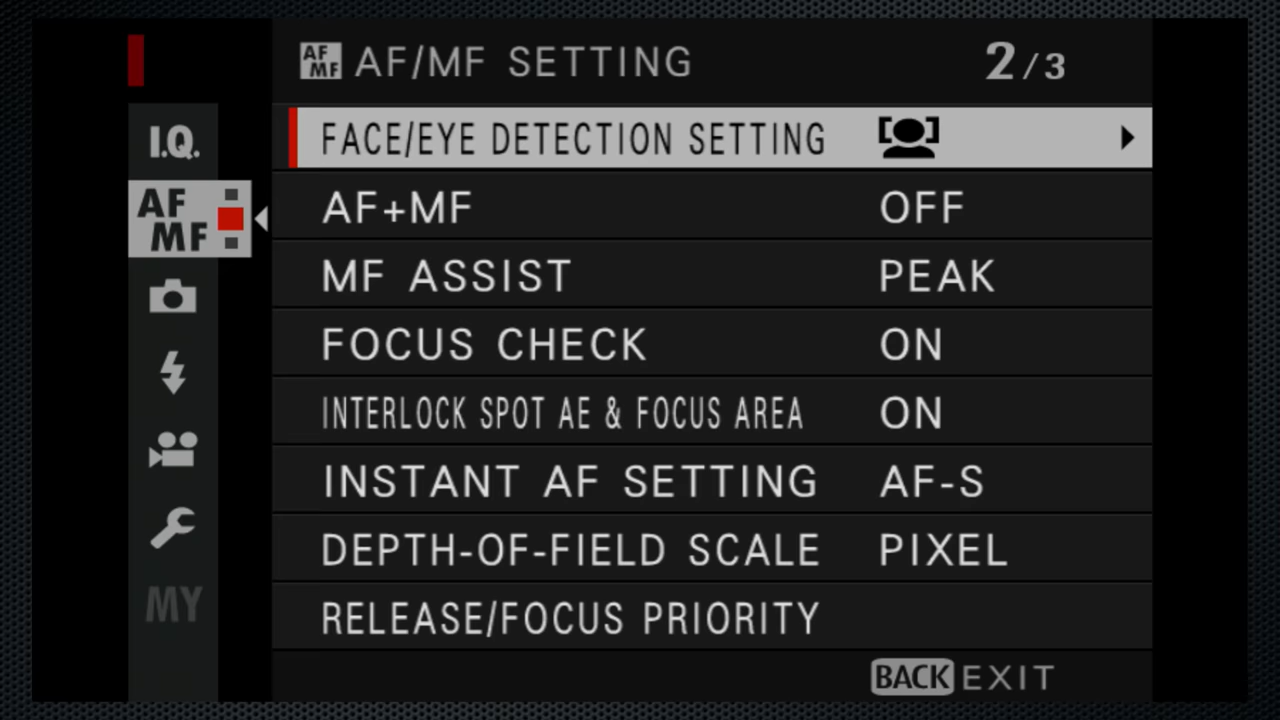 AF MF AF/MF SETTING 2/3
I.Q.
FACE/EYE DETECTION SETTING
AF MF
AF+MF OFF
MF ASSIST PEAK
FOCUS CHECK ON
INTERLOCK SPOT AE & FOCUS AREA ON
INSTANT AF SETTING AF-S
DEPTH-OF-FIELD SCALE PIXEL
MY
RELEASE/FOCUS PRIORITY
BACK EXIT